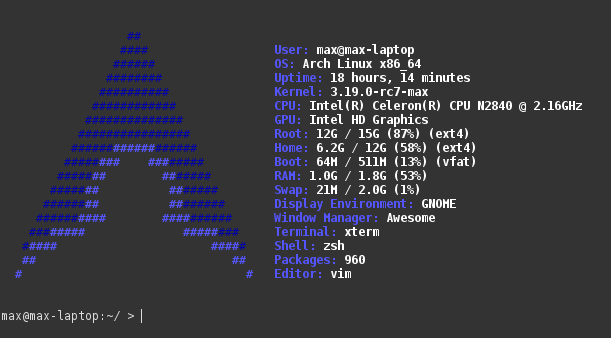 User: max@max-laptop
OS: Arch Linux x86_64
Uptime: 18 hours, 14 minutes
Kernel: 3.19.0-rc7-max
CPU: Intel(R) Celeron(R) CPU N2840 @ 2.16GHz
GPU: Intel HD Graphics
Root: 12G / 15G (87%) (ext4)
Home: 6.2G / 12G (58%) (ext4)
Boot: 64M / 511M (13%) (vfat)
RAM: 1.0G / 1.8G (53%)
Swap: 21M / 2.0G (1%)
Display Environment: GNOME
Window Manager: Awesome
Terminal: xterm
Shell: zsh
Packages: 960
Editor: vim
max@max-laptop:~/ >